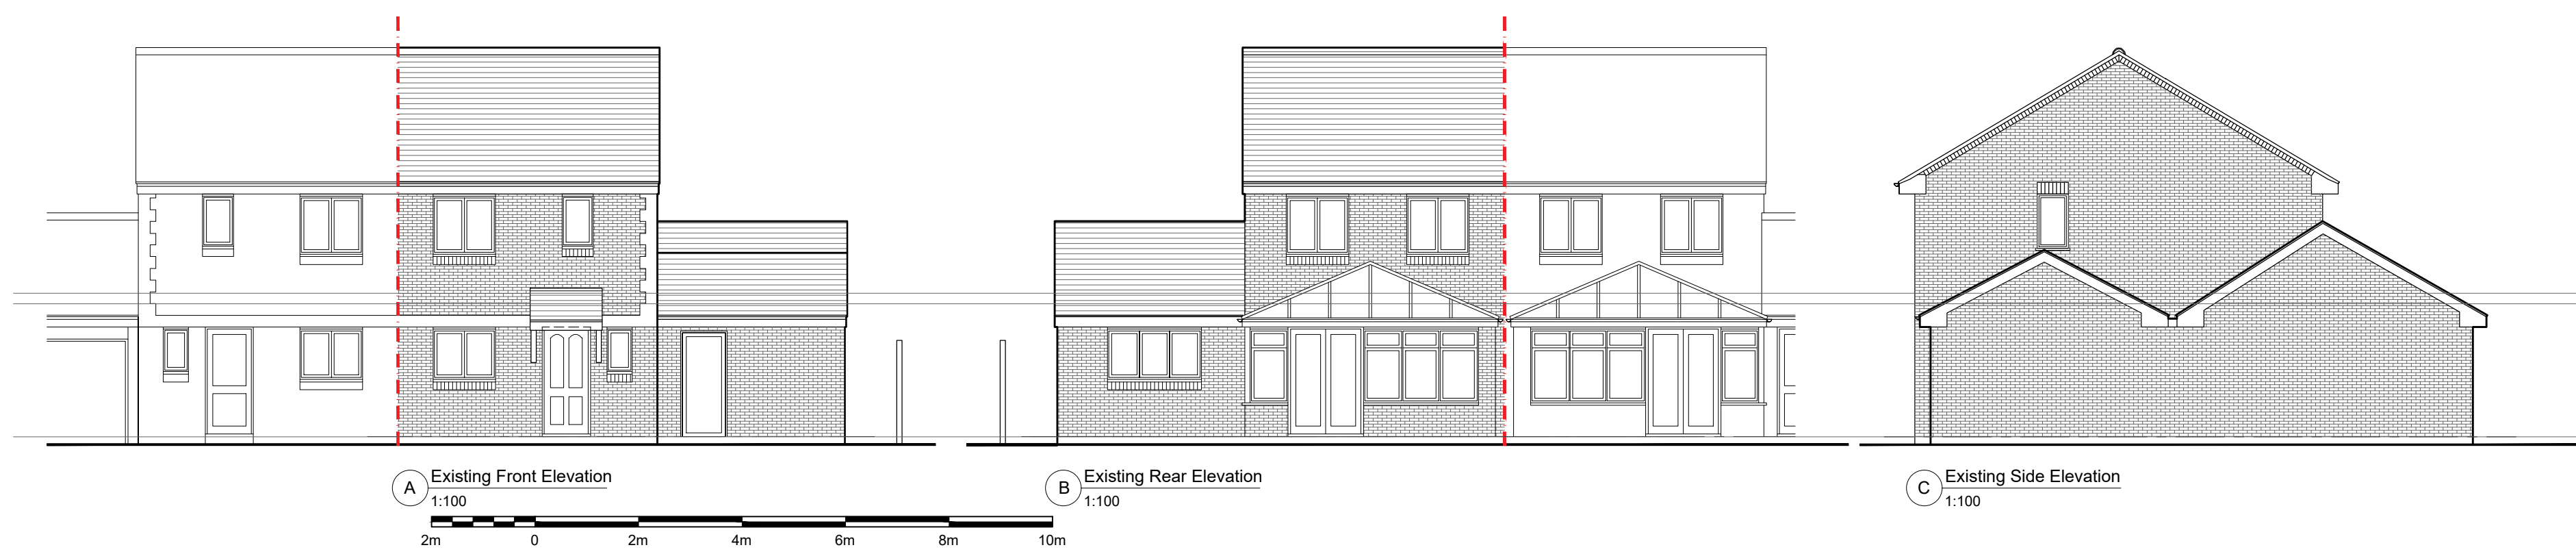 A Existing Front Elevation
1:100
B Existing Rear Elevation
1:100
C Existing Side Elevation
1:100
2m 0 2m 4m 6m 8m 10m